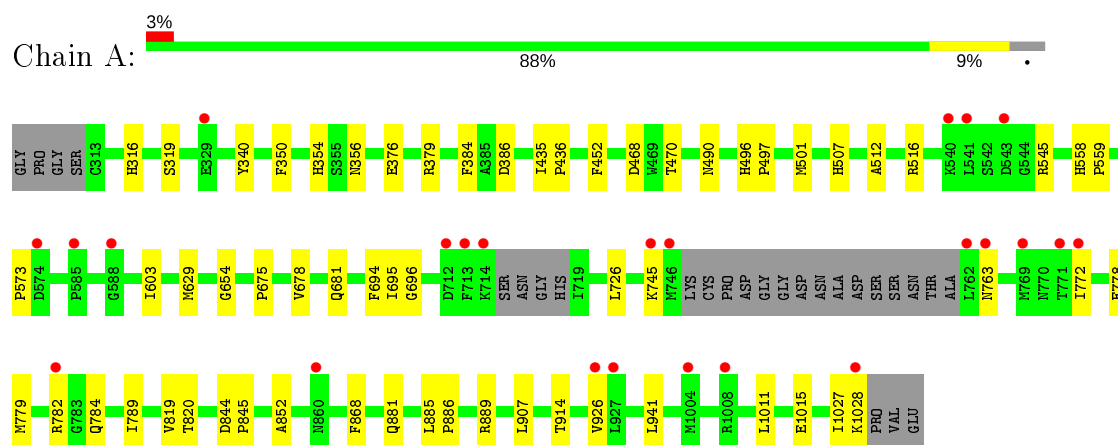 3%
Chain A:
88% 9% •
GLY PRO GLY SER C313 H316 S319 E329 Y340 F350 H354 S355 N356 E376 R379 F384 A385 D386 I435 P436 F452 D468 W469 T470 N490 H496 P497 M501 H507 A512 R516 K540 L541 S542 D543 G544 R545 H558 P559
P573 D574 P585 G588 I603 M629 G654 P675 V678 Q681 F694 I695 G696 D712 F713 K714 SER ASN GLY HIS I719 L726 K745 M746 LYS CYS PRO ASP GLY GLY ASP ASN ALA ASP SER SER ASN THR ALA L762 N763 M769 N770 T771 I772
M779 R782 G783 Q784 I789 V819 T820 D844 P845 A852 N860 F868 Q881 L885 P886 R889 L907 T914 V926 L927 L941 M1004 R1008 L1011 E1015 I1027 K1028 PRO VAL GLU